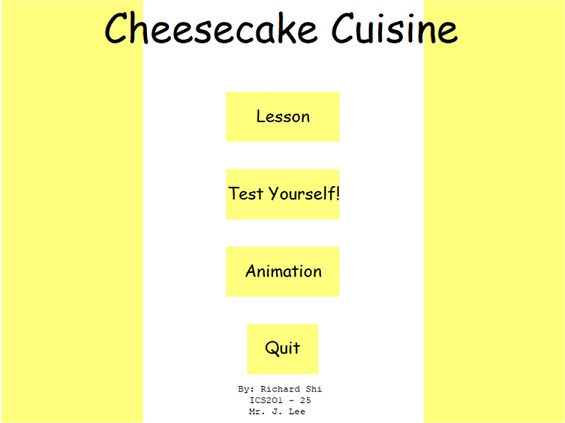 Cheesecake Cuisine
Lesson
Test Yourself!
Animation
Quit
By: Richard Shi
ICS2O1 - 25
Mr. J. Lee